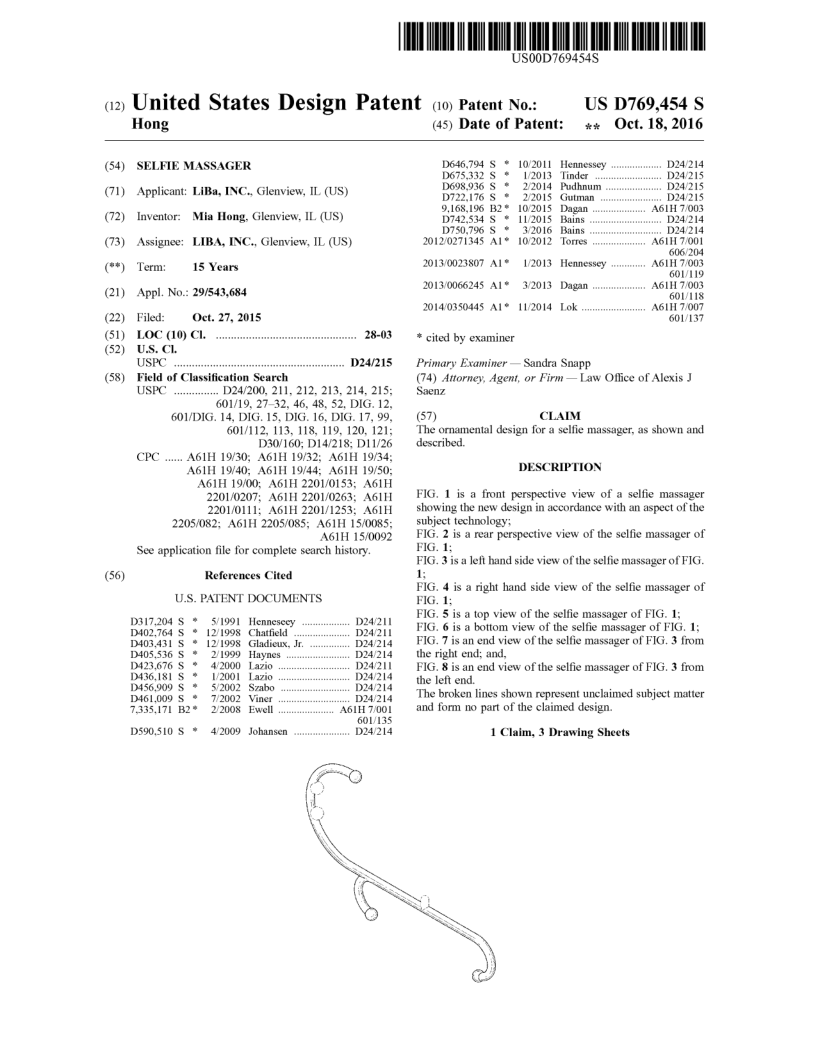 US00D769454S
(12) United States Design Patent
Hong
(10) Patent No.: US D769,454 S
(45) Date of Patent: ** Oct. 18, 2016
(54) SELFIE MASSAGER
(71) Applicant: LiBa, INC., Glenview, IL (US)
(72) Inventor: Mia Hong, Glenview, IL (US)
(73) Assignee: LIBA, INC., Glenview, IL (US)
(**) Term: 15 Years
(21) Appl. No.: 29/543,684
(22) Filed: Oct. 27, 2015
(51) LOC (10) Cl. .............................................. 28-03
(52) U.S. Cl.
USPC ........................................................ D24/215
(58) Field of Classification Search
USPC ............... D24/200, 211, 212, 213, 214, 215;
601/19, 27–32, 46, 48, 52, DIG. 12,
601/DIG. 14, DIG. 15, DIG. 16, DIG. 17, 99,
601/112, 113, 118, 119, 120, 121;
D30/160; D14/218; D11/26
CPC ...... A61H 19/30; A61H 19/32; A61H 19/34;
A61H 19/40; A61H 19/44; A61H 19/50;
A61H 19/00; A61H 2201/0153; A61H
2201/0207; A61H 2201/0263; A61H
2201/0111; A61H 2201/1253; A61H
2205/082; A61H 2205/085; A61H 15/0085;
A61H 15/0092
See application file for complete search history.
(56) References Cited
U.S. PATENT DOCUMENTS
D317,204 S * 5/1991 Hennesey ................. D24/211
D402,764 S * 12/1998 Chatfield .................... D24/211
D403,431 S * 12/1998 Gladieux, Jr. .............. D24/214
D405,536 S * 2/1999 Haynes ....................... D24/214
D423,676 S * 4/2000 Lazio .......................... D24/211
D436,181 S * 1/2001 Lazio .......................... D24/214
D456,909 S * 5/2002 Szabo ......................... D24/214
D461,009 S * 7/2002 Viner .......................... D24/214
7,335,171 B2 * 2/2008 Ewell .................... A61H 7/001
601/135
D590,510 S * 4/2009 Johansen .................... D24/214
D646,794 S * 10/2011 Hennessey .................. D24/214
D675,332 S * 1/2013 Tinder ........................ D24/215
D698,936 S * 2/2014 Pudhnum .................... D24/215
D722,176 S * 2/2015 Gutman ...................... D24/215
9,168,196 B2 * 10/2015 Dagan ................... A61H 7/003
D742,534 S * 11/2015 Bains .......................... D24/214
D750,796 S * 3/2016 Bains .......................... D24/214
2012/0271345 A1 * 10/2012 Torres ................... A61H 7/001
606/204
2013/0023807 A1 * 1/2013 Hennessey ............ A61H 7/003
601/119
2013/0066245 A1 * 3/2013 Dagan ................... A61H 7/003
601/118
2014/0350445 A1 * 11/2014 Lok ....................... A61H 7/007
601/137
* cited by examiner
Primary Examiner — Sandra Snapp
(74) Attorney, Agent, or Firm — Law Office of Alexis J
Saenz
(57) CLAIM
The ornamental design for a selfie massager, as shown and
described.
DESCRIPTION
FIG. 1 is a front perspective view of a selfie massager
showing the new design in accordance with an aspect of the
subject technology;
FIG. 2 is a rear perspective view of the selfie massager of
FIG. 1;
FIG. 3 is a left hand side view of the selfie massager of FIG.
1;
FIG. 4 is a right hand side view of the selfie massager of
FIG. 1;
FIG. 5 is a top view of the selfie massager of FIG. 1;
FIG. 6 is a bottom view of the selfie massager of FIG. 1;
FIG. 7 is an end view of the selfie massager of FIG. 3 from
the right end; and,
FIG. 8 is an end view of the selfie massager of FIG. 3 from
the left end.
The broken lines shown represent unclaimed subject matter
and form no part of the claimed design.
1 Claim, 3 Drawing Sheets